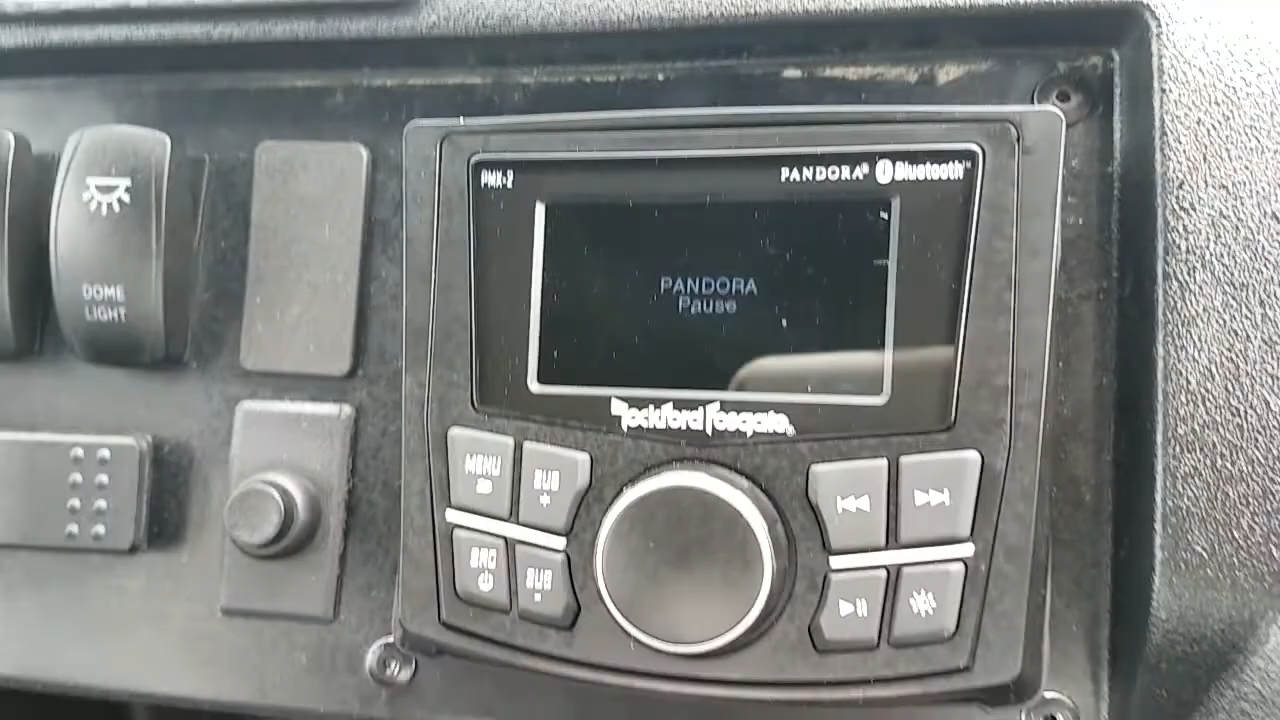 DOME
LIGHT
PMX-2
PANDORA® Bluetooth™
PANDORA
Pause
Rockford Fosgate®
MENU
SUB
+
SRC
SUB
-